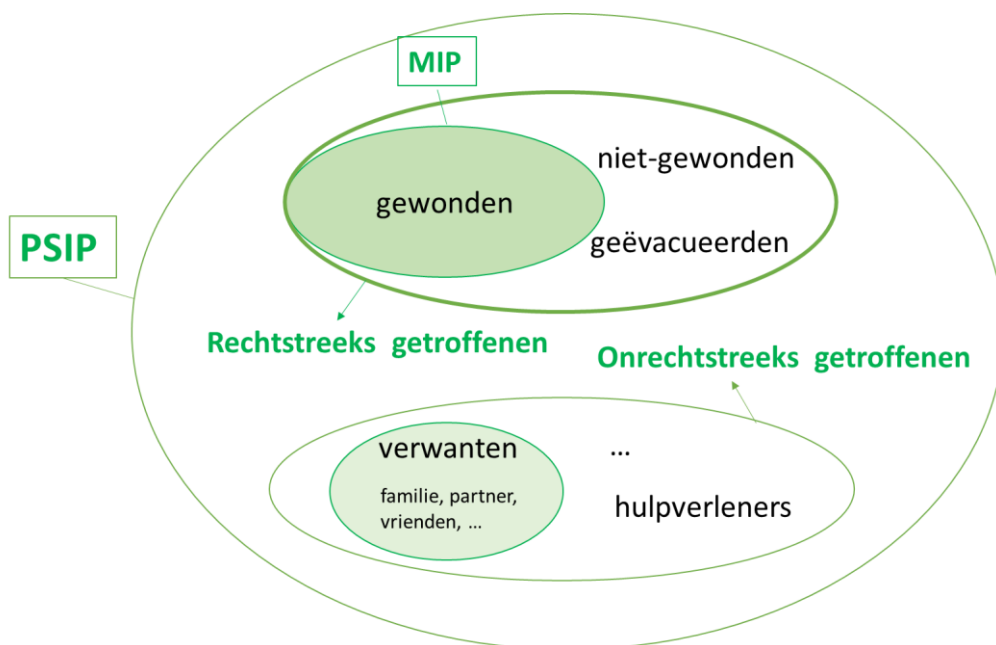 MIP
niet-gewonden
gewonden
geëvacueerden
PSIP
Rechtstreeks getroffenen
Onrechtstreeks getroffenen
verwanten
...
familie, partner,
vrienden, ...
hulpverleners